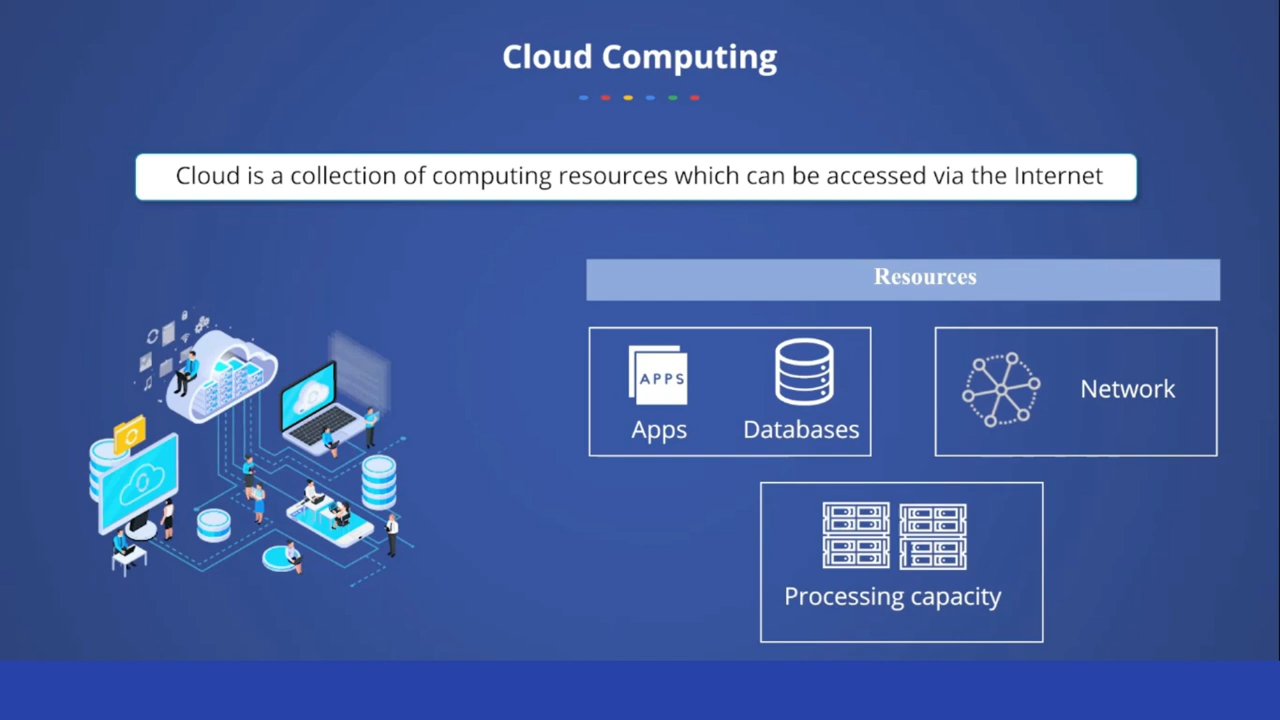 Cloud Computing
Cloud is a collection of computing resources which can be accessed via the Internet
Resources
APPS
Apps
Databases
Network
Processing capacity